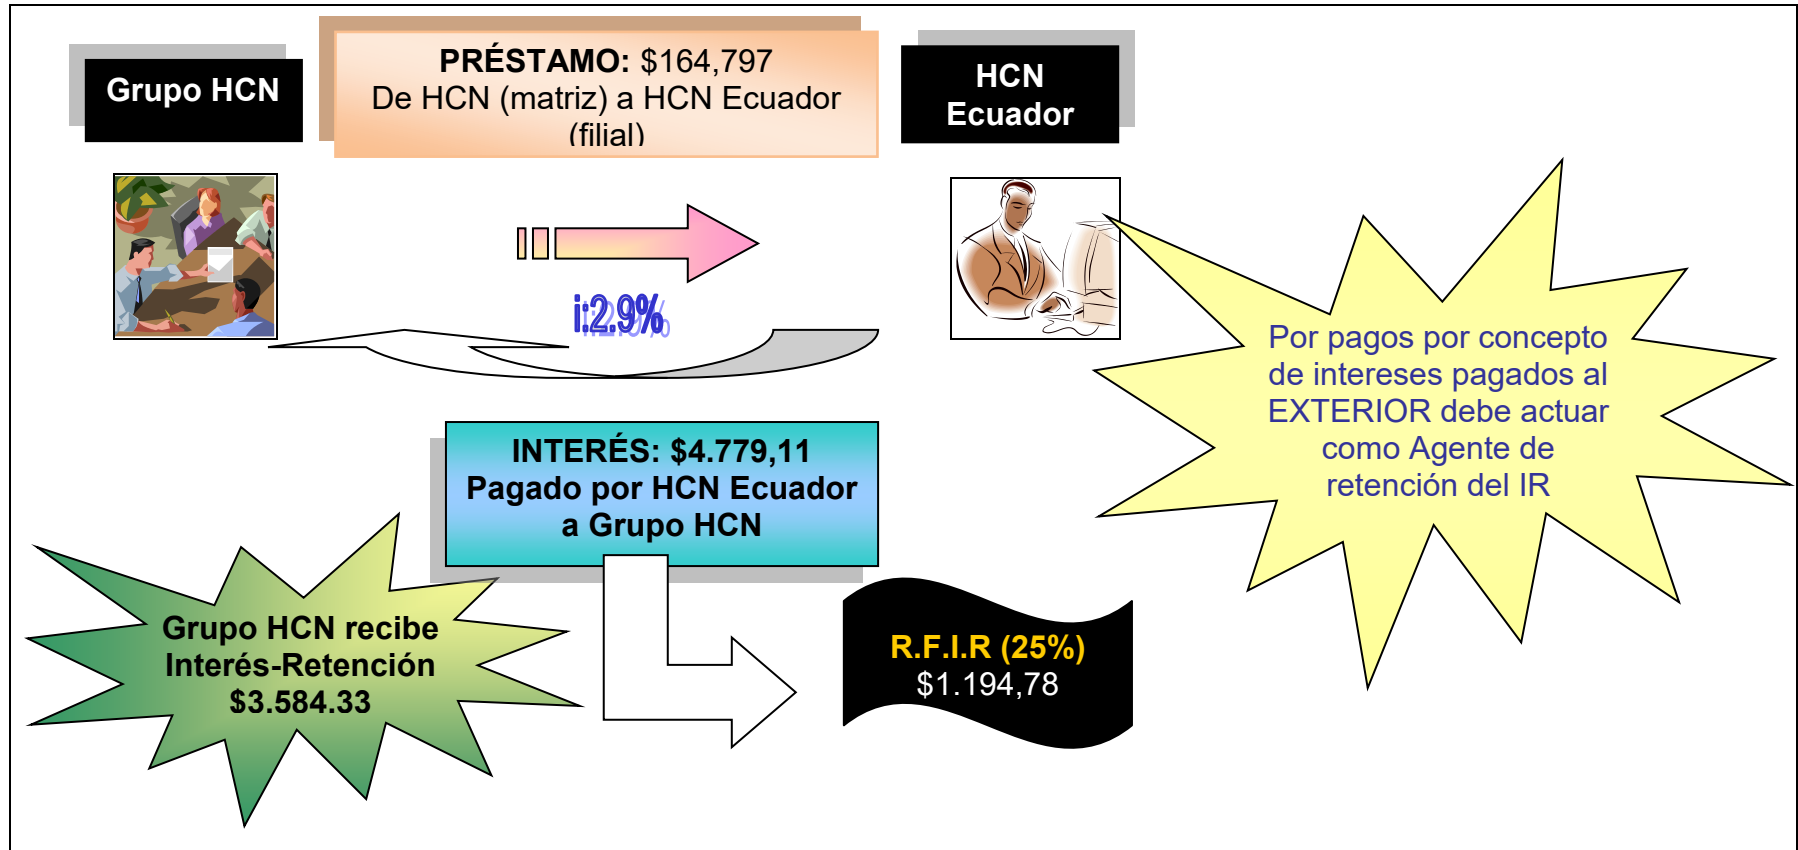 Grupo HCN
PRÉSTAMO: $164,797
De HCN (matriz) a HCN Ecuador
(filial)
HCN
Ecuador
i:2.9%
Por pagos por concepto
de intereses pagados al
EXTERIOR debe actuar
como Agente de
retención del IR
INTERÉS: $4.779,11
Pagado por HCN Ecuador
a Grupo HCN
Grupo HCN recibe
Interés-Retención
$3.584.33
R.F.I.R (25%)
$1.194,78